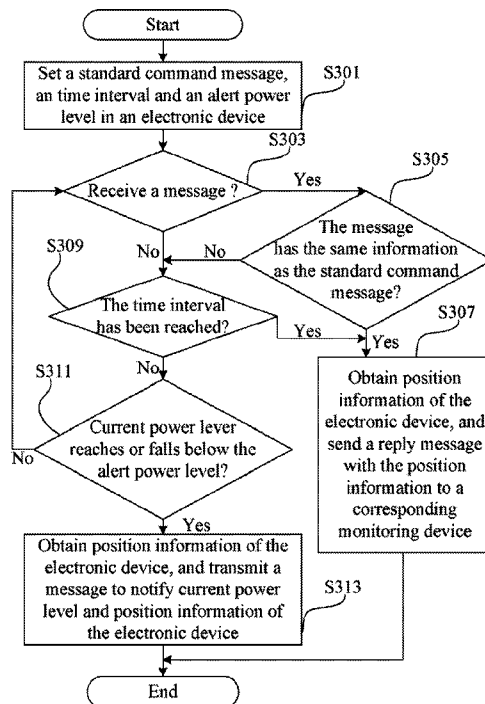 Start
Set a standard command message,
an time interval and an alert power
level in an electronic device
S301
S303
Receive a message ?
Yes
S305
The message
has the same information
as the standard command
message?
No
No
S309
The time interval
has been reached?
Yes
Yes
S307
No
S311
Current power lever
reaches or falls below the
alert power level?
No
Obtain position
information of the
electronic device, and
send a reply message
with the position
information to a
corresponding
monitoring device
Yes
Obtain position information of the
electronic device, and transmit a
message to notify current power
level and position information of
the electronic device
S313
End